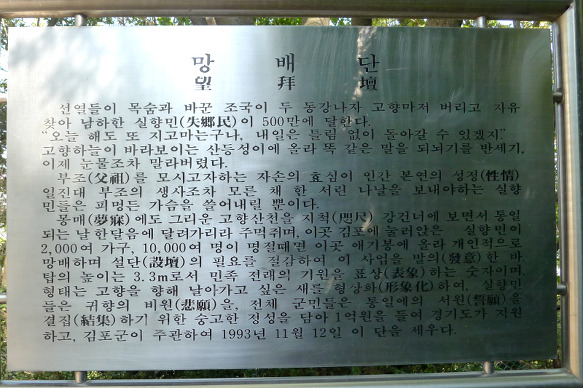 망 배 단
望 拜 壇
선열들이 목숨과 바꾼 조국이 두 동강나자 고향마저 버리고 자유
찾아 남하한 실향민(失鄕民)이 500만에 달한다.
"오늘 해도 또 지고마는구나, 내일은 틀림 없이 돌아갈 수 있겠지"
고향하늘이 바라보이는 산등성이에 올라 똑 같은 말을 되뇌기를 반세기,
이제 눈물조차 말라버렸다.
부조(父祖)를 모시고자하는 자손의 효심이 인간 본연의 성정(性情)
일진대 부조의 생사조차 모른 채 한 서린 나날을 보내야하는 실향
민들은 피멍든 가슴을 쓸어내릴 뿐이다.
몽매(夢寐)에도 그리운 고향산천을 지척(咫尺) 강건너에 보면서 통일
되는 날 한달음에 달려가리라 주먹쥐며, 이곳 김포에 눌러앉은 실향민이
2,000여 가구, 10,000여 명이 명절때면 이곳 애기봉에 올라 개인적으로
망배하며 설단(設壇)의 필요를 절감하여 이 사업을 발의(發意)한 바
탑의 높이는 3.3m로서 민족 전래의 기원을 표상(表象)하는 숫자이며,
형태는 고향을 향해 날아가고 싶은 새를 형상화(形象化)하여, 실향민
들은 귀향의 비원(悲願)을, 전체 군민들은 통일에의 서원(誓願)을
결집(結集)하기 위한 숭고한 정성을 담아 1억원을 들여 경기도가 지원
하고, 김포군이 주관하여 1993년 11월 12일 이 단을 세우다.